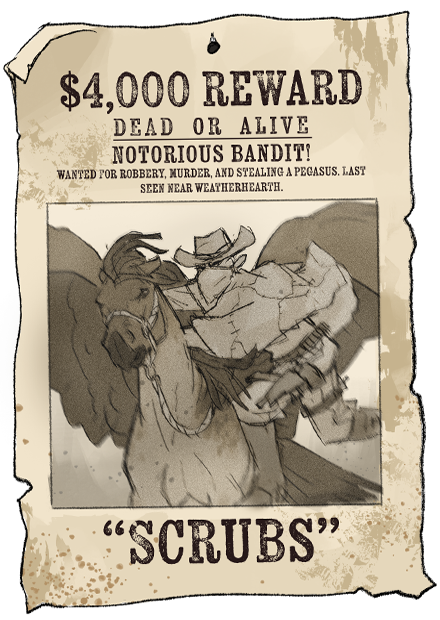 $4,000 REWARD
DEAD OR ALIVE
NOTORIOUS BANDIT!
WANTED FOR ROBBERY, MURDER, AND STEALING A PEGASUS. LAST
SEEN NEAR WEATHERHEARTH.
“SCRUBS”